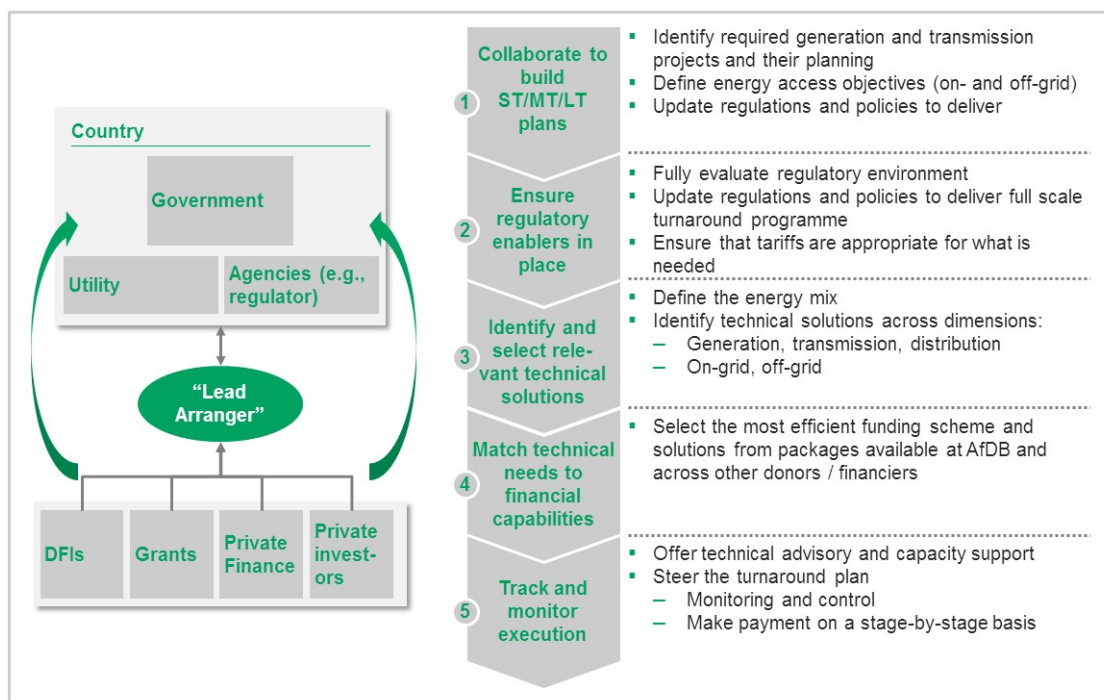 Country
Government
Utility
Agencies (e.g.,
regulator)
“Lead
Arranger”
DFIs
Grants
Private
Finance
Private
invest-
ors
1
Collaborate to
build
ST/MT/LT
plans
▪ Identify required generation and transmission
projects and their planning
▪ Define energy access objectives (on- and off-grid)
▪ Update regulations and policies to deliver
2
Ensure
regulatory
enablers in
place
▪ Fully evaluate regulatory environment
▪ Update regulations and policies to deliver full scale
turnaround programme
▪ Ensure that tariffs are appropriate for what is
needed
3
Identify and
select rele-
vant technical
solutions
▪ Define the energy mix
▪ Identify technical solutions across dimensions:
– Generation, transmission, distribution
– On-grid, off-grid
4
Match technical
needs to
financial
capabilities
▪ Select the most efficient funding scheme and
solutions from packages available at AfDB and
across other donors / financiers
5
Track and
monitor
execution
▪ Offer technical advisory and capacity support
▪ Steer the turnaround plan
– Monitoring and control
– Make payment on a stage-by-stage basis